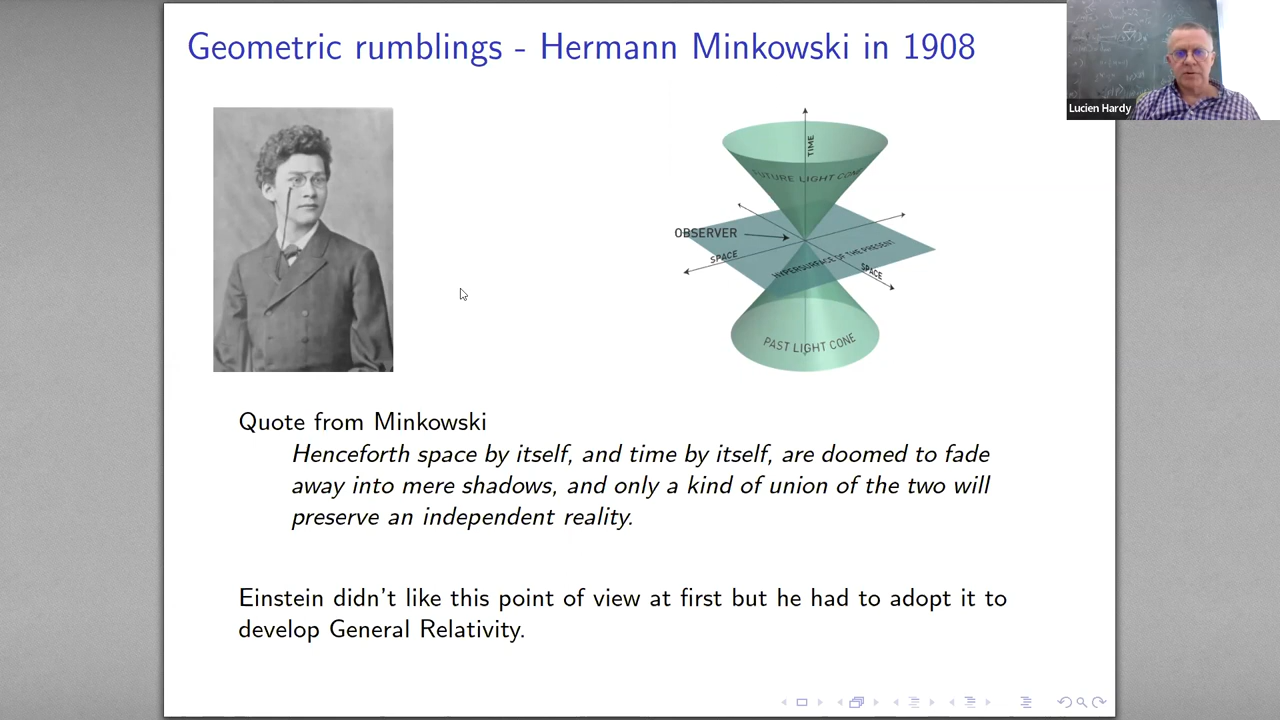 Geometric rumblings - Hermann Minkowski in 1908
Lucien Hardy
TIME
FUTURE LIGHT CONE
OBSERVER
SPACE
HYPERSURFACE OF THE PRESENT
SPACE
PAST LIGHT CONE
Quote from Minkowski
Henceforth space by itself, and time by itself, are doomed to fade
away into mere shadows, and only a kind of union of the two will
preserve an independent reality.
Einstein didn't like this point of view at first but he had to adopt it to
develop General Relativity.